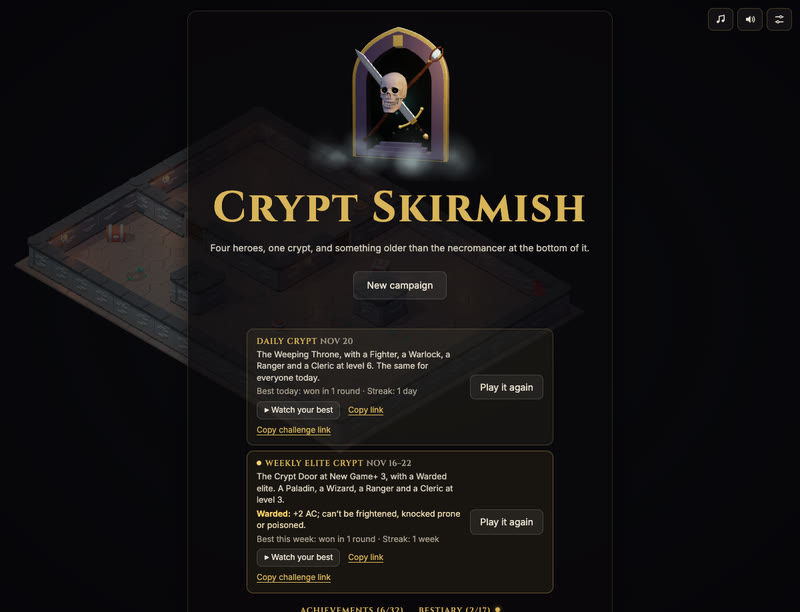 Crypt Skirmish
Four heroes, one crypt, and something older than the necromancer at the bottom of it.
New campaign
DAILY CRYPT NOV 20
The Weeping Throne, with a Fighter, a Warlock, a
Ranger and a Cleric at level 6. The same for
everyone today.
Best today: won in 1 round · Streak: 1 day
Watch your best
Copy link
Copy challenge link
Play it again
WEEKLY ELITE CRYPT NOV 16–22
The Crypt Door at New Game+ 3, with a Warded
elite. A Paladin, a Wizard, a Ranger and a Cleric at
level 3.
Warded: +2 AC; can't be frightened, knocked prone
or poisoned.
Best this week: won in 1 round · Streak: 1 week
Watch your best
Copy link
Copy challenge link
Play it again
ACHIEVEMENTS (6/32)
BESTIARY (2/17)